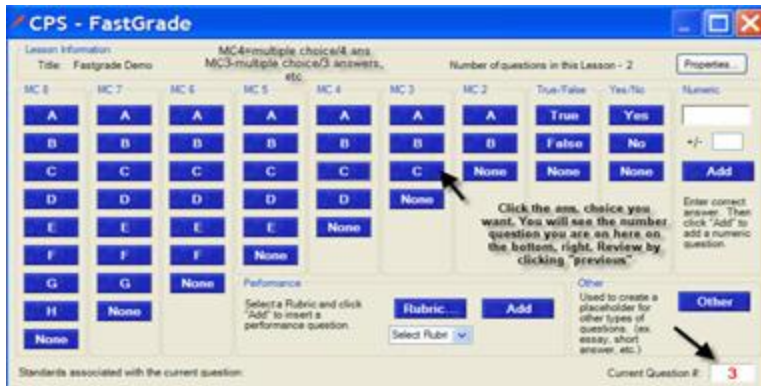 CPS - FastGrade
Lesson Information
MC4=multiple choice/4 ans.
Title: Fastgrade Demo
MC3-multiple choice/3 answers,
etc.
Number of questions in this Lesson - 2
Properties...
MC 8 MC 7 MC 6 MC 5 MC 4 MC 3 MC 2 True/False Yes/No Numeric
A A A A A A A True Yes
B B B B B B B False No +/-
C C C C C C None None None Add
D D D D D None
E E E E None
F F F None
G G None
H None
None
Click the ans. choice you
want. You will see the number
question you are on here on
the bottom, right. Review by
clicking "previous"
Enter correct
answer. Then
click "Add" to
add a numeric
question.
Performance
Select a Rubric and click
"Add" to insert a
performance question
Rubric...
Add
Select Rubri
Other
Used to create a
placeholder for
other types of
questions. (ex.
essay, short
answer, etc.)
Other
Standards associated with the current question:
Current Question #: 3